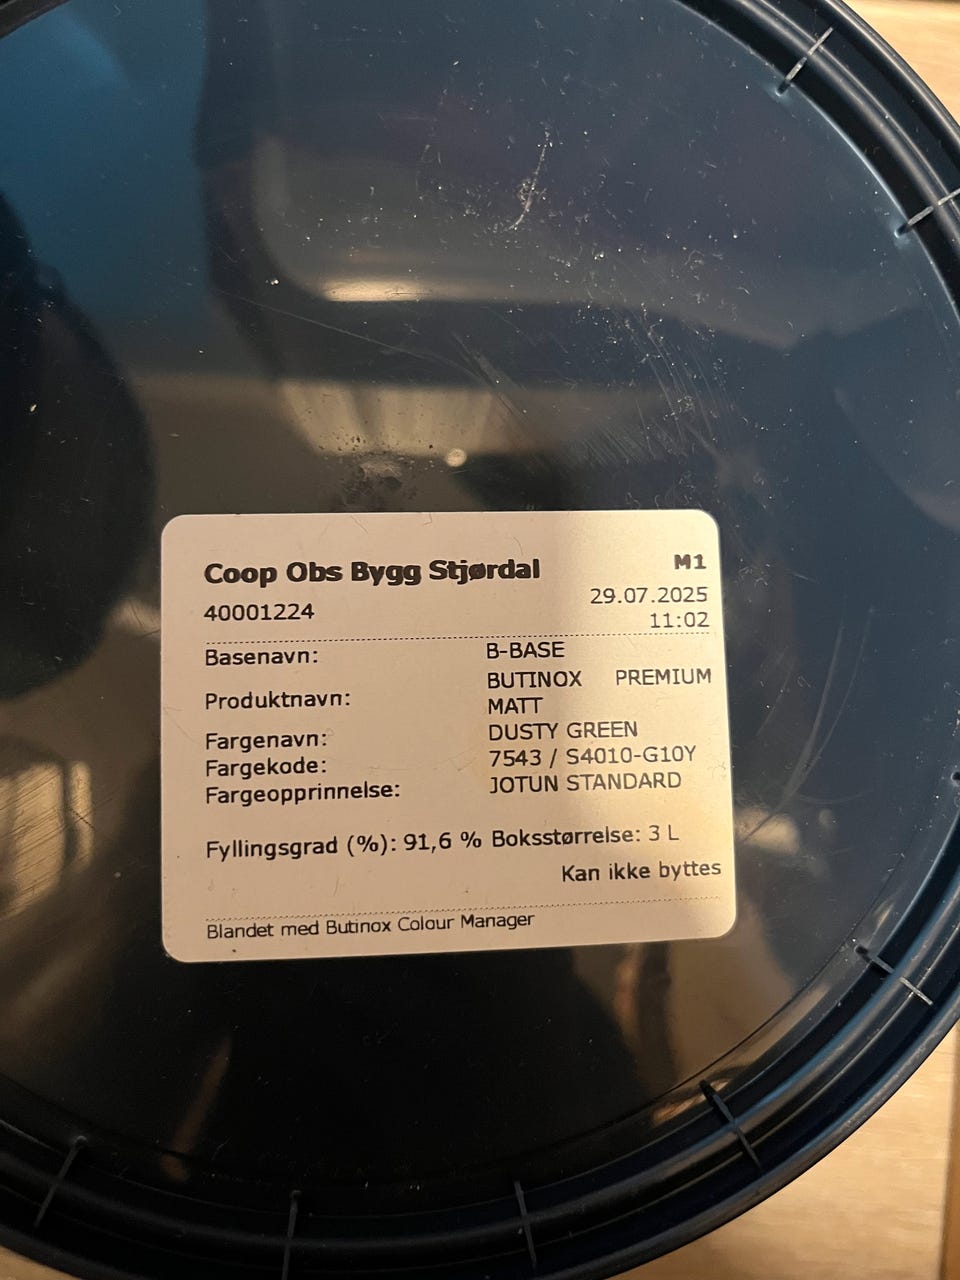 Coop Obs Bygg Stjørdal M1
40001224 29.07.2025
11:02
Basenavn: B-BASE
Produktnavn: BUTINOX PREMIUM
MATT
Fargenavn: DUSTY GREEN
Fargekode: 7543 / S4010-G10Y
Fargeopprinnelse: JOTUN STANDARD
Fyllingsgrad (%): 91,6 % Boksstørrelse: 3 L
Kan ikke byttes
Blandet med Butinox Colour Manager